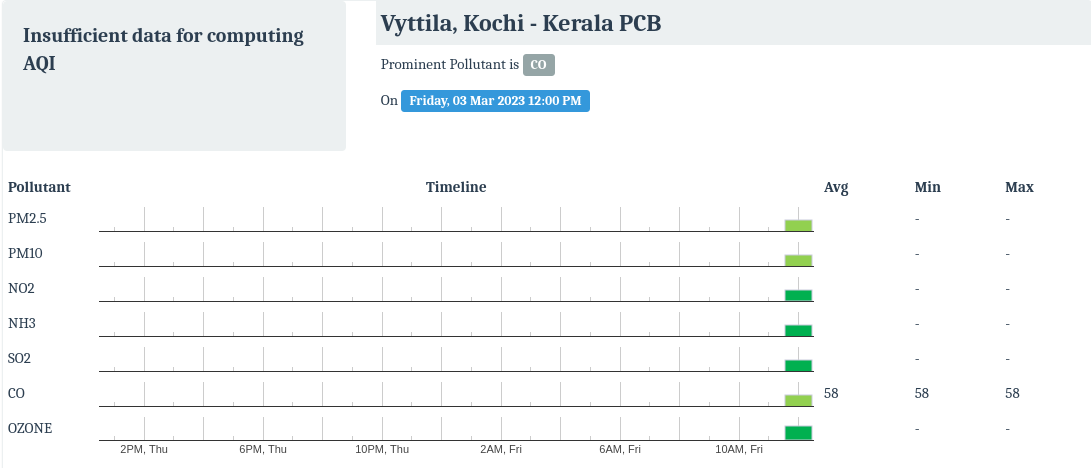 Insufficient data for computing
AQI
Vyttila, Kochi - Kerala PCB
Prominent Pollutant is CO
On Friday, 03 Mar 2023 12:00 PM
Pollutant Timeline Avg Min Max
PM2.5 - -
PM10 - -
NO2 - -
NH3 - -
SO2 - -
CO 58 58 58
OZONE - -
2PM, Thu 6PM, Thu 10PM, Thu 2AM, Fri 6AM, Fri 10AM, Fri